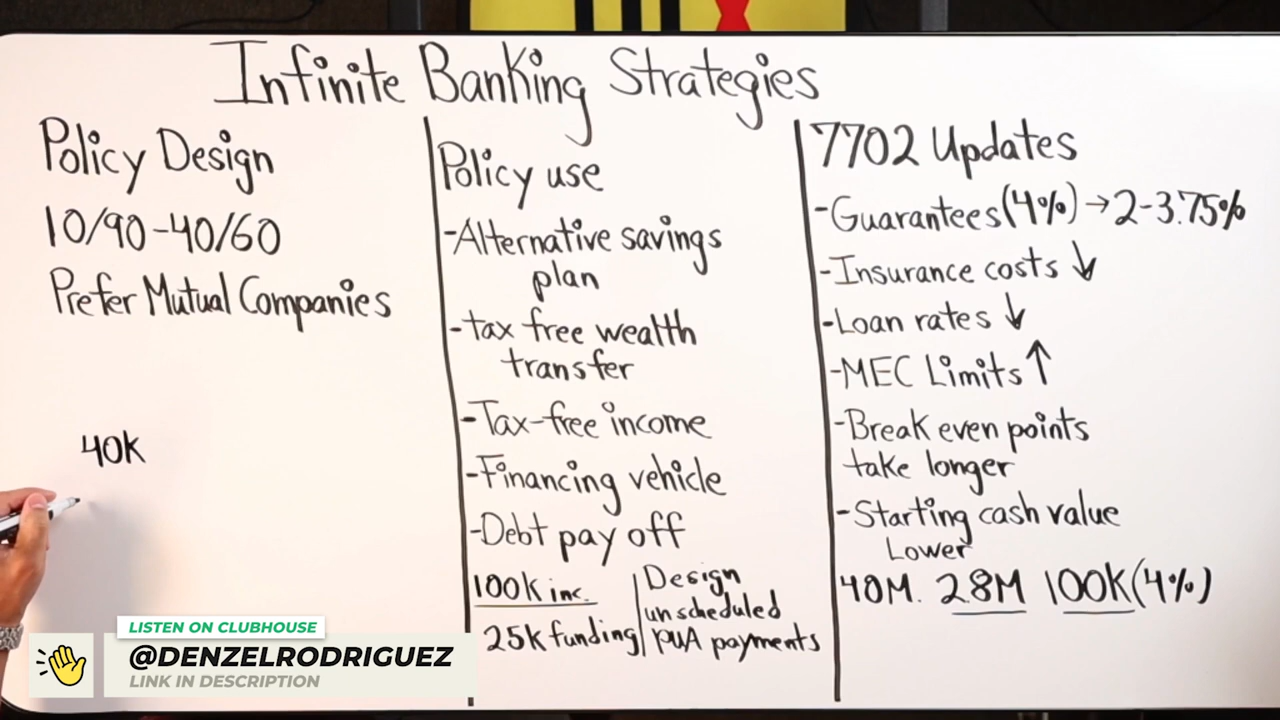 Infinite Banking Strategies
Policy Design
10/90-40/60
Prefer Mutual Companies
40K
Policy use
-Alternative savings
plan
-tax free wealth
transfer
-Tax-free income
-Financing vehicle
-Debt pay off
100K inc.
25K funding
Design
unscheduled
PUA payments
7702 Updates
-Guarantees(4%)→2-3.75%
-Insurance costs ↓
-Loan rates ↓
-MEC Limits ↑
-Break even points
take longer
-Starting cash value
Lower
40M. 28M 100K(4%)
LISTEN ON CLUBHOUSE
@DENZELRODRIGUEZ
LINK IN DESCRIPTION